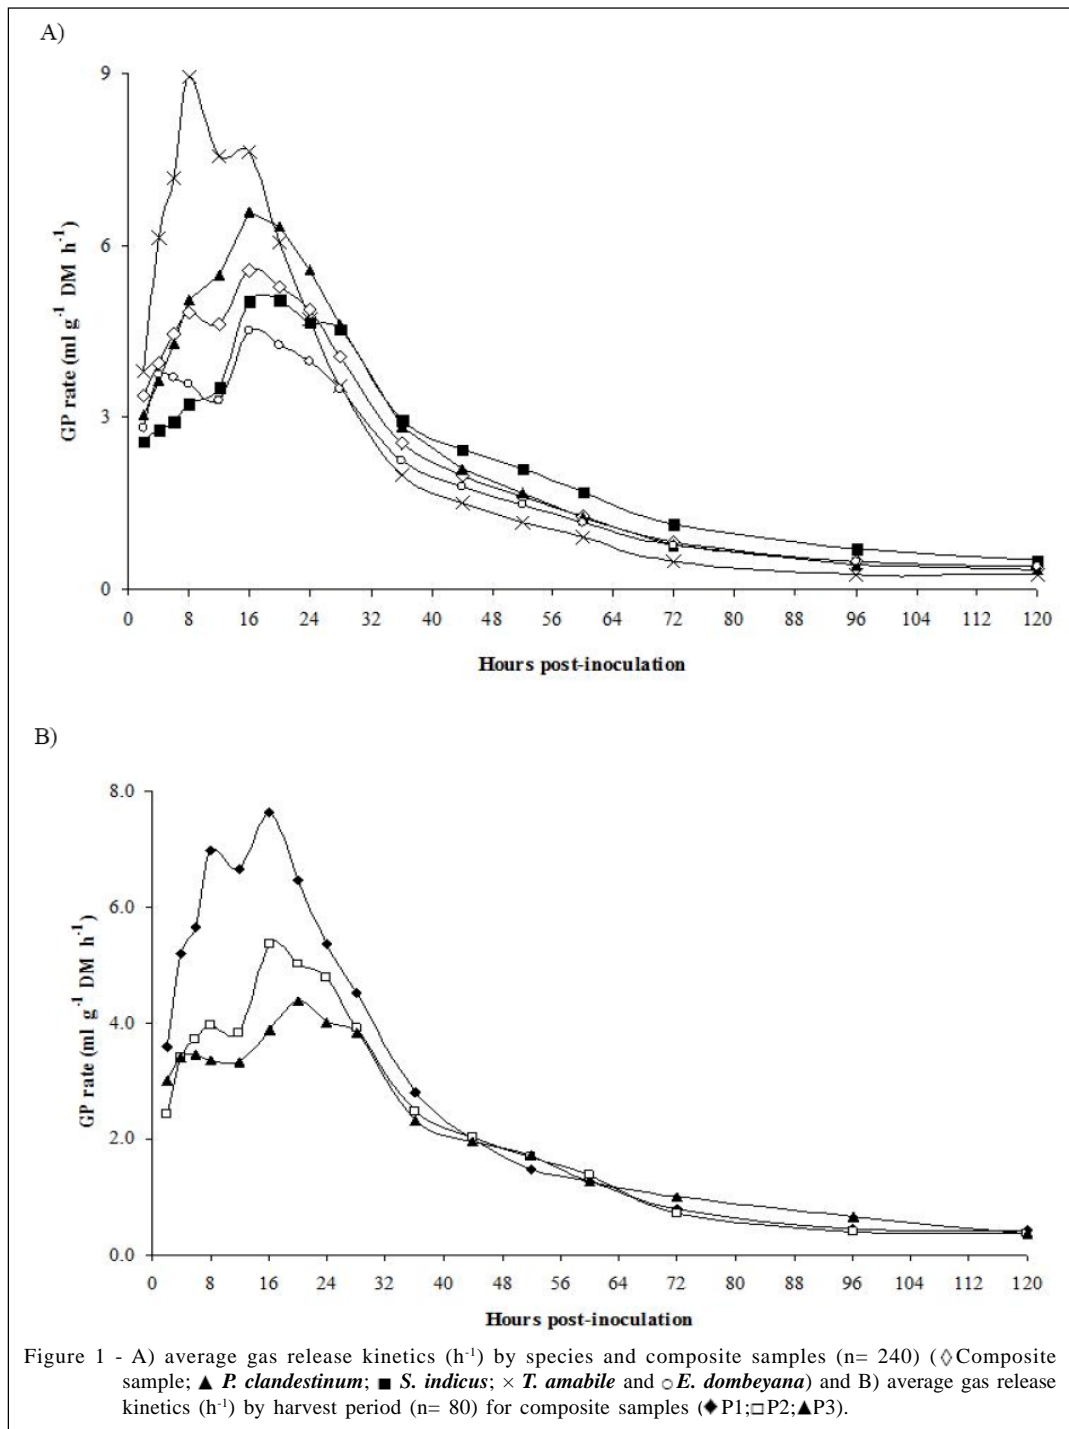 A)
9
6
3
0
GP rate (ml g⁻¹ DM h⁻¹)
0 8 16 24 32 40 48 56 64 72 80 88 96 104 112 120
Hours post-inoculation
B)
8.0
6.0
4.0
2.0
0.0
GP rate (ml g⁻¹ DM h⁻¹)
0 8 16 24 32 40 48 56 64 72 80 88 96 104 112 120
Hours post-inoculation
Figure 1 - A) average gas release kinetics (h⁻¹) by species and composite samples (n= 240) (◊Composite
sample; ▲ P. clandestinum; ■ S. indicus; × T. amabile and ○E. dombeyana) and B) average gas release
kinetics (h⁻¹) by harvest period (n= 80) for composite samples (◆P1;□P2;▲P3).